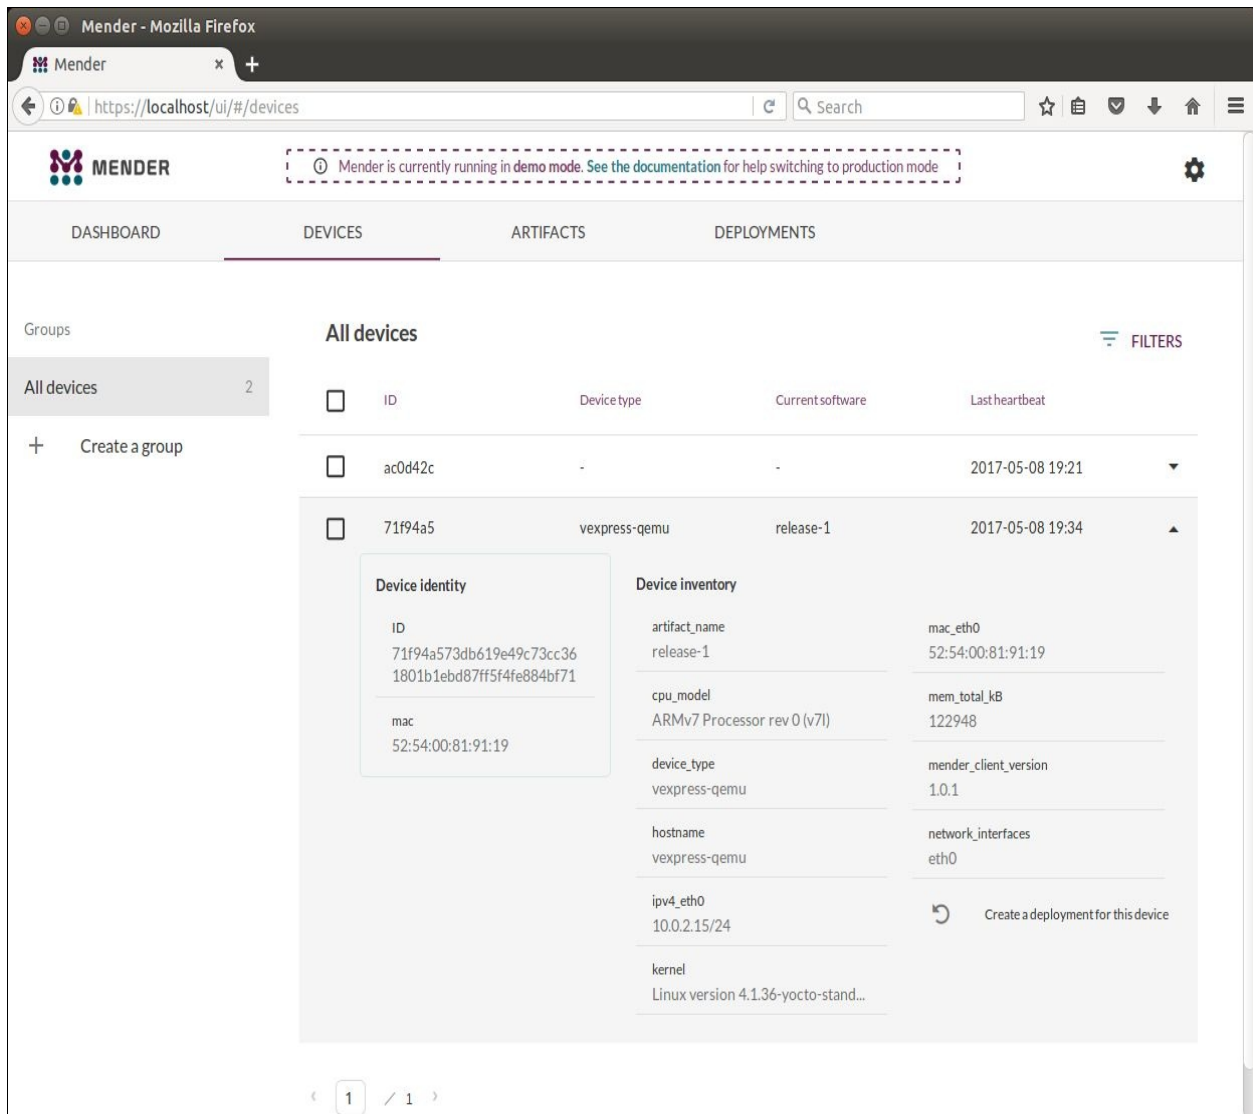 Mender - Mozilla Firefox
Mender
https://localhost/ui/#/devices
Search
MENDER
Mender is currently running in demo mode. See the documentation for help switching to production mode
DASHBOARD DEVICES ARTIFACTS DEPLOYMENTS
Groups
All devices 2
Create a group
All devices
FILTERS
ID Device type Current software Last heartbeat
ac0d42c - - 2017-05-08 19:21
71f94a5 vexpress-qemu release-1 2017-05-08 19:34
Device identity
ID
71f94a573db619e49c73cc36
1801b1ebd87ff5f4fe884bf71
mac
52:54:00:81:91:19
Device inventory
artifact_name
release-1
cpu_model
ARMv7 Processor rev 0 (v7l)
device_type
vexpress-qemu
hostname
vexpress-qemu
ipv4_eth0
10.0.2.15/24
kernel
Linux version 4.1.36-yocto-stand...
mac_eth0
52:54:00:81:91:19
mem_total_kB
122948
mender_client_version
1.0.1
network_interfaces
eth0
Create a deployment for this device
1 / 1